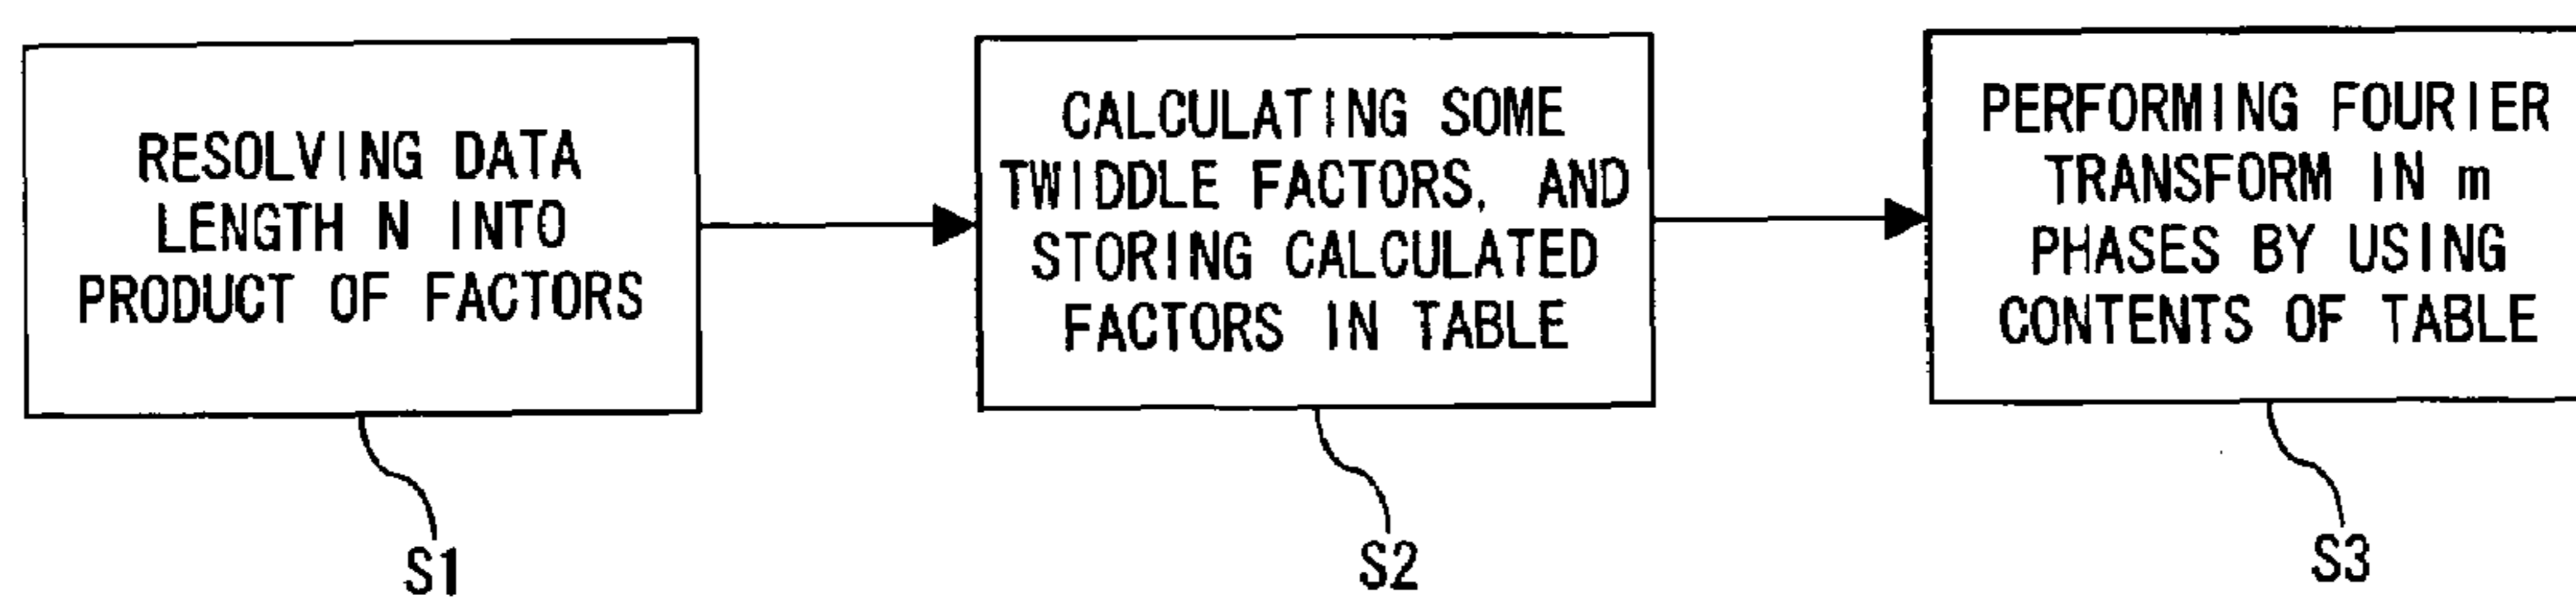 RESOLVING DATA
LENGTH N INTO
PRODUCT OF FACTORS
CALCULATING SOME
TWIDDLE FACTORS, AND
STORING CALCULATED
FACTORS IN TABLE
PERFORMING FOURIER
TRANSFORM IN m
PHASES BY USING
CONTENTS OF TABLE
S1
S2
S3